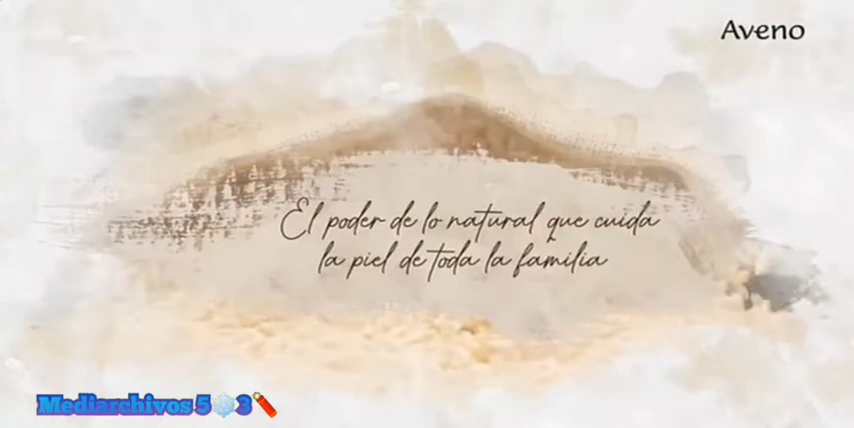 Aveno
El poder de lo natural que cuida
la piel de toda la familia
Mediarchivos 5❄️3🧨